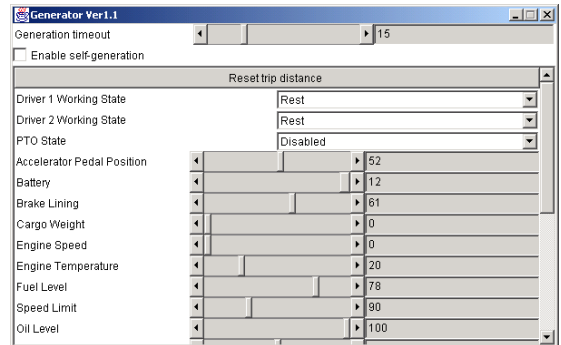 Generator Ver1.1
Generation timeout 15
Enable self-generation
Reset trip distance
Driver 1 Working State Rest
Driver 2 Working State Rest
PTO State Disabled
Accelerator Pedal Position 52
Battery 12
Brake Lining 61
Cargo Weight 0
Engine Speed 0
Engine Temperature 20
Fuel Level 78
Speed Limit 90
Oil Level 100